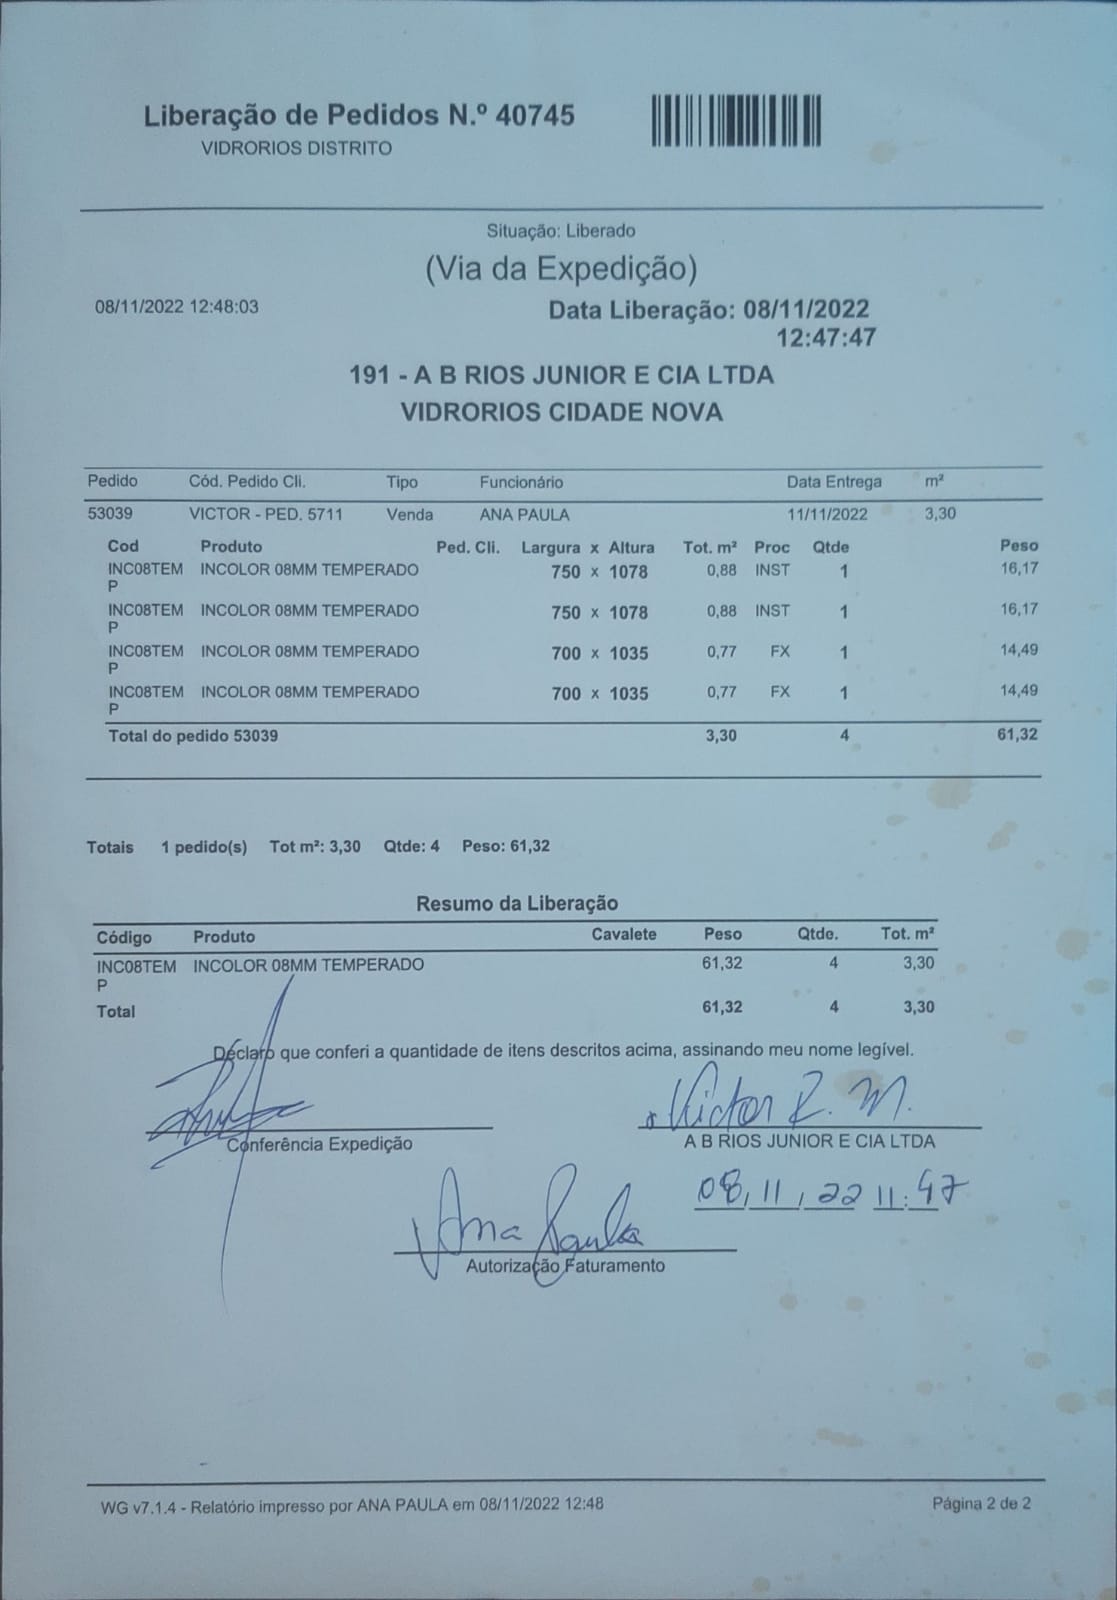 Liberação de Pedidos N.º 40745
VIDRORIOS DISTRITO
Situação: Liberado
(Via da Expedição)
08/11/2022 12:48:03 Data Liberação: 08/11/2022
12:47:47
191 - A B RIOS JUNIOR E CIA LTDA
VIDRORIOS CIDADE NOVA
Pedido Cód. Pedido Cli. Tipo Funcionário Data Entrega m²
53039 VICTOR - PED. 5711 Venda ANA PAULA 11/11/2022 3,30
Cod Produto Ped. Cli. Largura x Altura Tot. m² Proc Qtde Peso
INC08TEM INCOLOR 08MM TEMPERADO 750 x 1078 0,88 INST 1 16,17
P
INC08TEM INCOLOR 08MM TEMPERADO 750 x 1078 0,88 INST 1 16,17
P
INC08TEM INCOLOR 08MM TEMPERADO 700 x 1035 0,77 FX 1 14,49
P
INC08TEM INCOLOR 08MM TEMPERADO 700 x 1035 0,77 FX 1 14,49
P
Total do pedido 53039 3,30 4 61,32
Totais 1 pedido(s) Tot m²: 3,30 Qtde: 4 Peso: 61,32
Resumo da Liberação
Código Produto Cavalete Peso Qtde. Tot. m²
INC08TEM INCOLOR 08MM TEMPERADO 61,32 4 3,30
P
Total 61,32 4 3,30
Declaro que conferi a quantidade de itens descritos acima, assinando meu nome legível.
Victor R. M.
Conferência Expedição A B RIOS JUNIOR E CIA LTDA
08, 11, 22 11:47
Ana Paula
Autorização Faturamento
WG v7.1.4 - Relatório impresso por ANA PAULA em 08/11/2022 12:48 Página 2 de 2